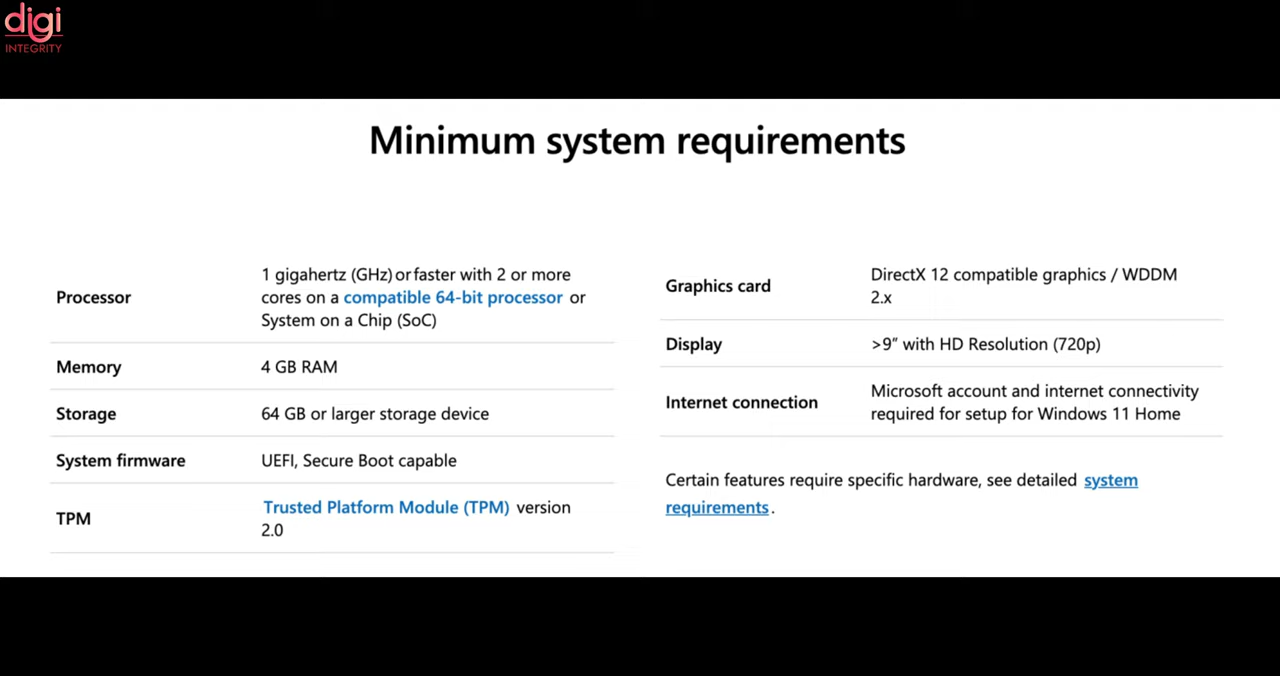 digi
INTEGRITY
Minimum system requirements
Processor
1 gigahertz (GHz) or faster with 2 or more
cores on a compatible 64-bit processor or
System on a Chip (SoC)
Memory
4 GB RAM
Storage
64 GB or larger storage device
System firmware
UEFI, Secure Boot capable
TPM
Trusted Platform Module (TPM) version
2.0
Graphics card
DirectX 12 compatible graphics / WDDM
2.x
Display
>9” with HD Resolution (720p)
Internet connection
Microsoft account and internet connectivity
required for setup for Windows 11 Home
Certain features require specific hardware, see detailed system
requirements.